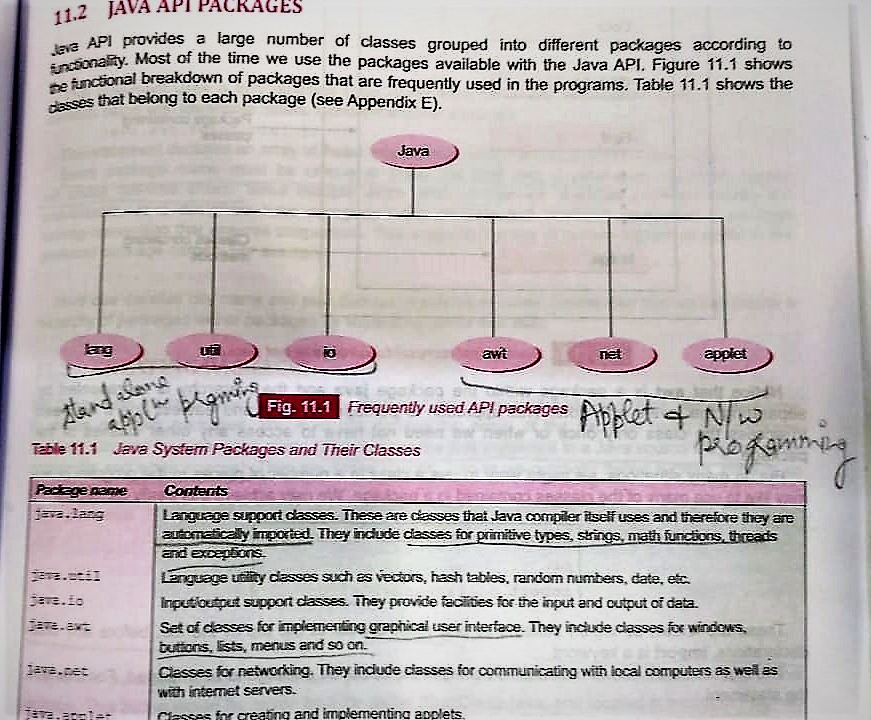 11.2 JAVA API PACKAGES
Java API provides a large number of classes grouped into different packages according to
functionality. Most of the time we use the packages available with the Java API. Figure 11.1 shows
the functional breakdown of packages that are frequently used in the programs. Table 11.1 shows the
classes that belong to each package (see Appendix E).
Java
lang util io awt net applet
Standalone
appln prgming
Applet & N/w
programming
Fig. 11.1 Frequently used API packages
Table 11.1 Java System Packages and Their Classes
Package name Contents
java.lang Language support classes. These are classes that Java compiler itself uses and therefore they are
automatically imported. They include classes for primitive types, strings, math functions, threads
and exceptions.
java.util Language utility classes such as vectors, hash tables, random numbers, date, etc.
java.io Input/output support classes. They provide facilities for the input and output of data.
java.awt Set of classes for implementing graphical user interface. They include classes for windows,
buttons, lists, menus and so on.
java.net Classes for networking. They include classes for communicating with local computers as well as
with internet servers.
java.applet Classes for creating and implementing applets.